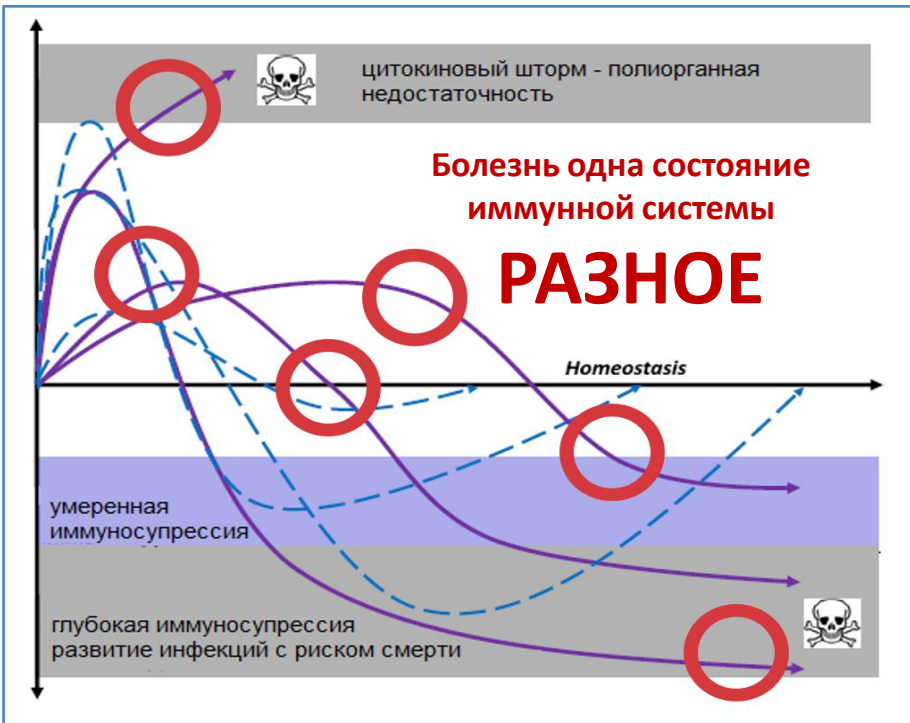 цитокиновый шторм - полиорганная
недостаточность
Болезнь одна состояние
иммунной системы
РАЗНОЕ
Homeostasis
умеренная
иммуносупрессия
глубокая иммуносупрессия
развитие инфекций с риском смерти